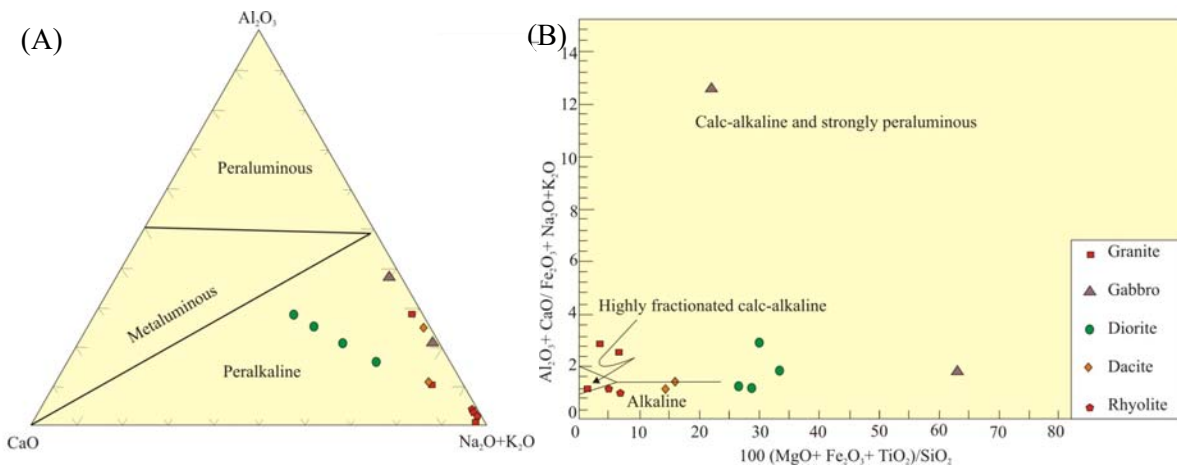 (A)
Al₂O₃
Peraluminous
Metaluminous
Peralkaline
CaO
Na₂O+K₂O
(B)
Al₂O₃+ CaO/ Fe₂O₃+ Na₂O+K₂O
14
12
10
8
6
4
2
0
Calc-alkaline and strongly peraluminous
Highly fractionated calc-alkaline
Alkaline
0 10 20 30 40 50 60 70 80
100 (MgO+ Fe₂O₃+ TiO₂)/SiO₂
Granite
Gabbro
Diorite
Dacite
Rhyolite